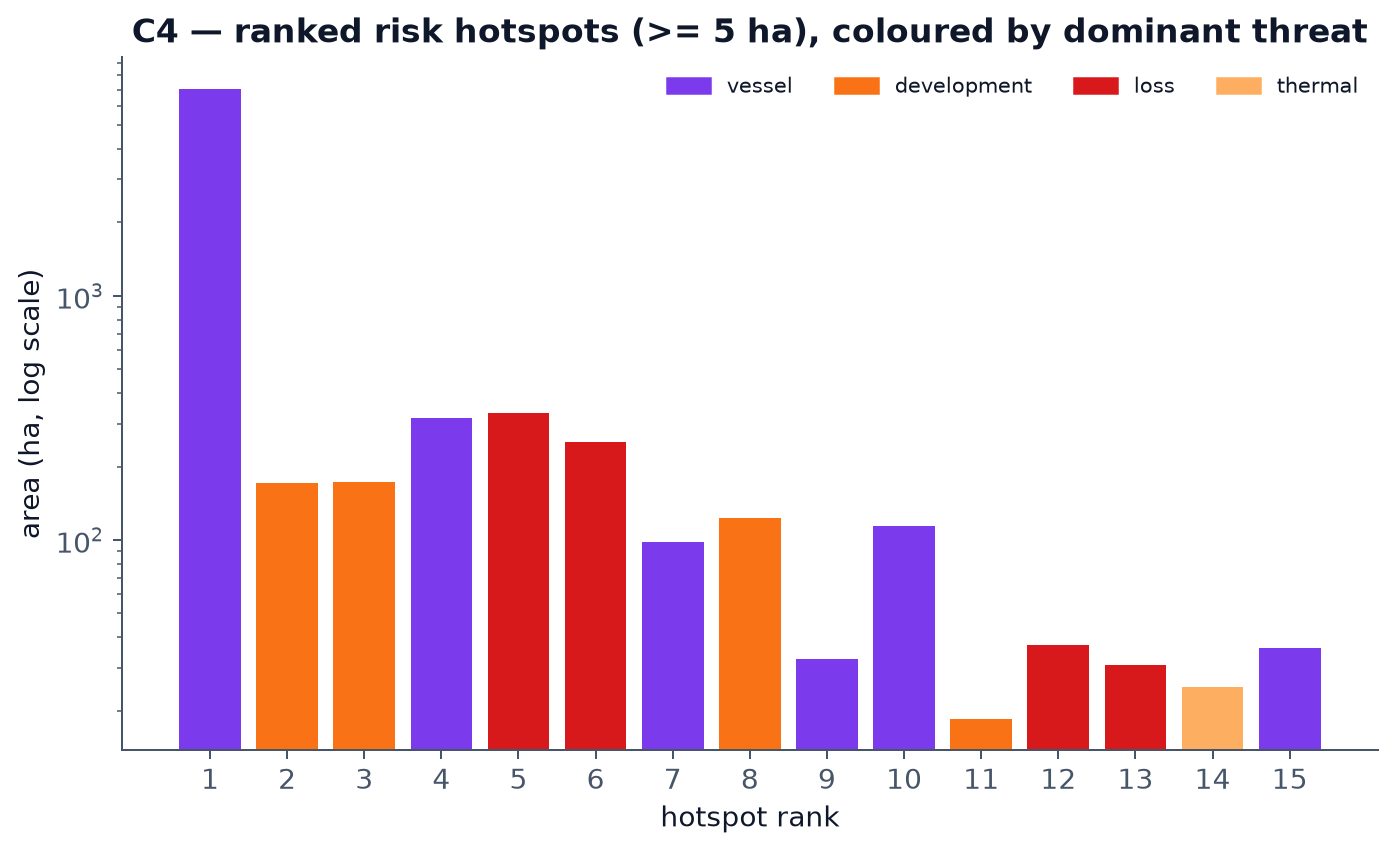 C4 — ranked risk hotspots (>= 5 ha), coloured by dominant threat
vessel development loss thermal
area (ha, log scale)
10³
10²
1 2 3 4 5 6 7 8 9 10 11 12 13 14 15
hotspot rank